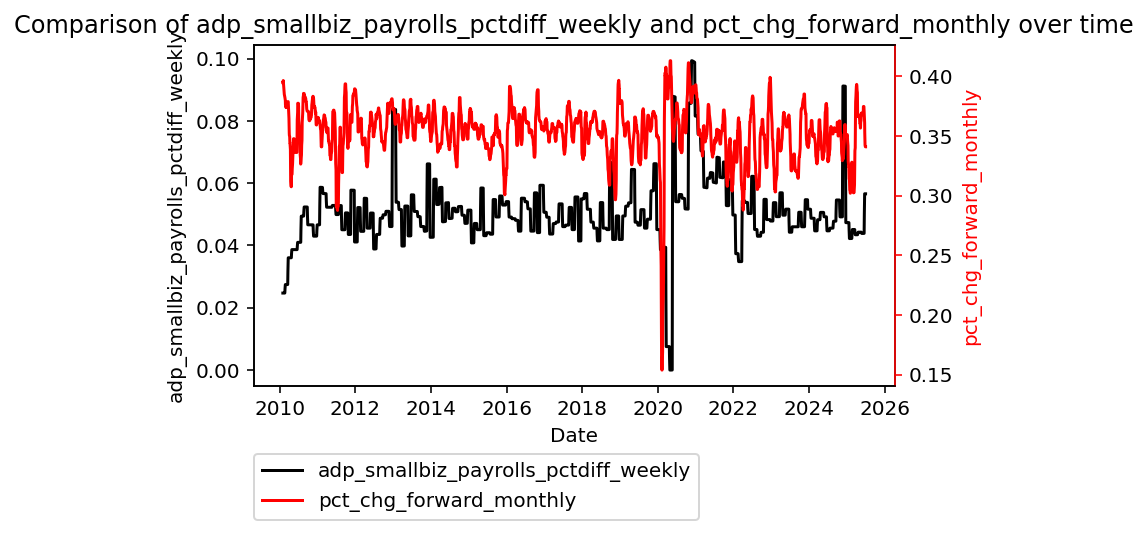 Comparison of adp_smallbiz_payrolls_pctdiff_weekly and pct_chg_forward_monthly over time
adp_smallbiz_payrolls_pctdiff_weekly
0.10
0.08
0.06
0.04
0.02
0.00
0.40
0.35
0.30
0.25
0.20
0.15
pct_chg_forward_monthly
2010 2012 2014 2016 2018 2020 2022 2024 2026
Date
adp_smallbiz_payrolls_pctdiff_weekly
pct_chg_forward_monthly